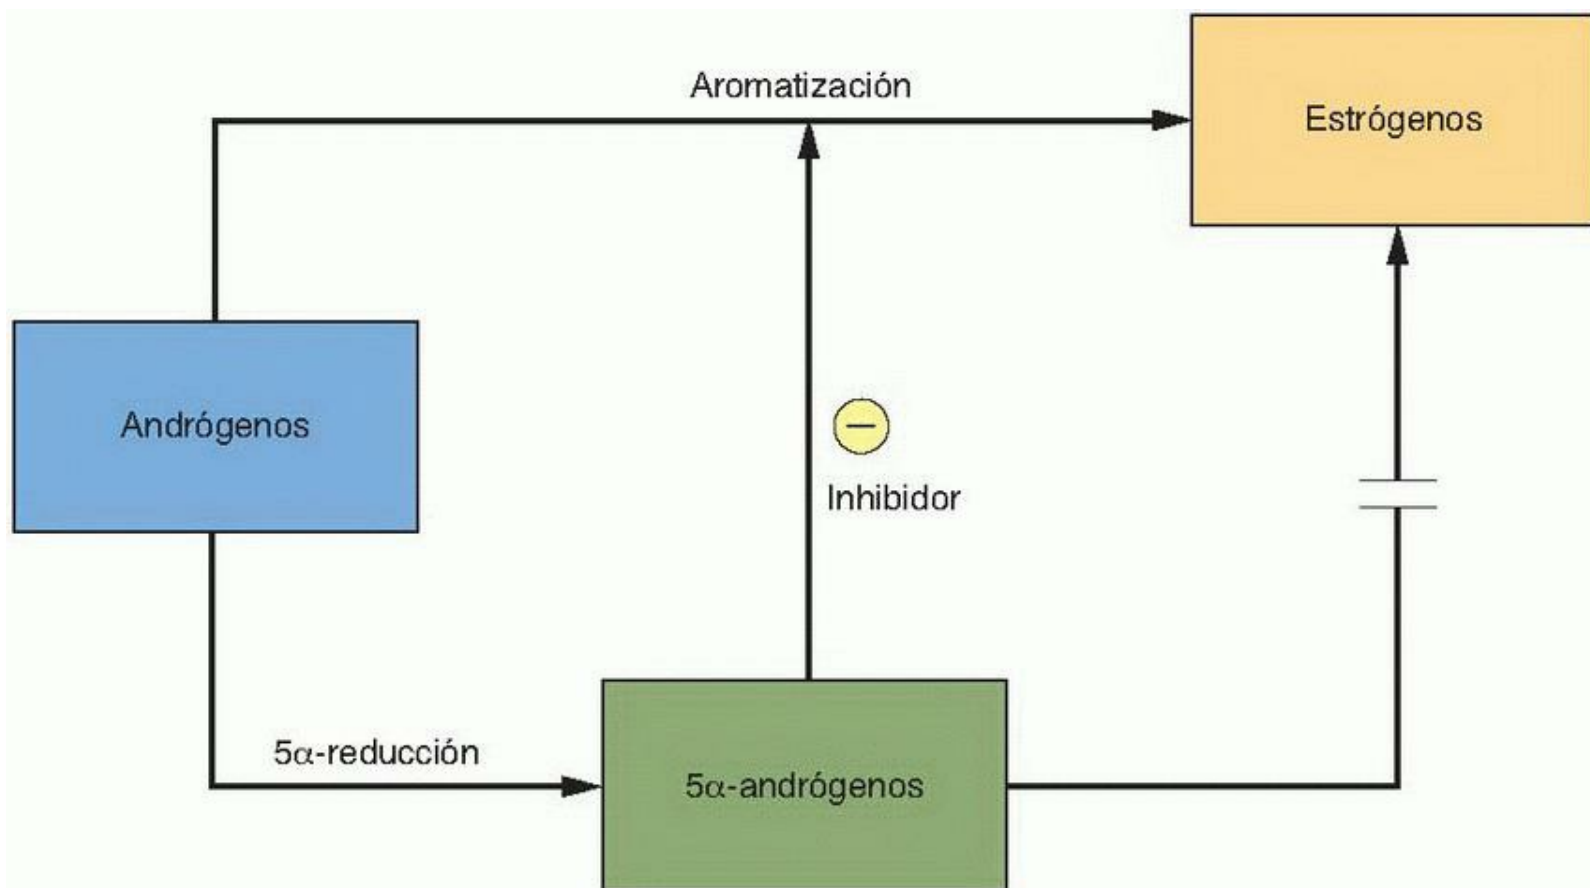 Aromatización
Estrógenos
Andrógenos
−
Inhibidor
5α-reducción
5α-andrógenos